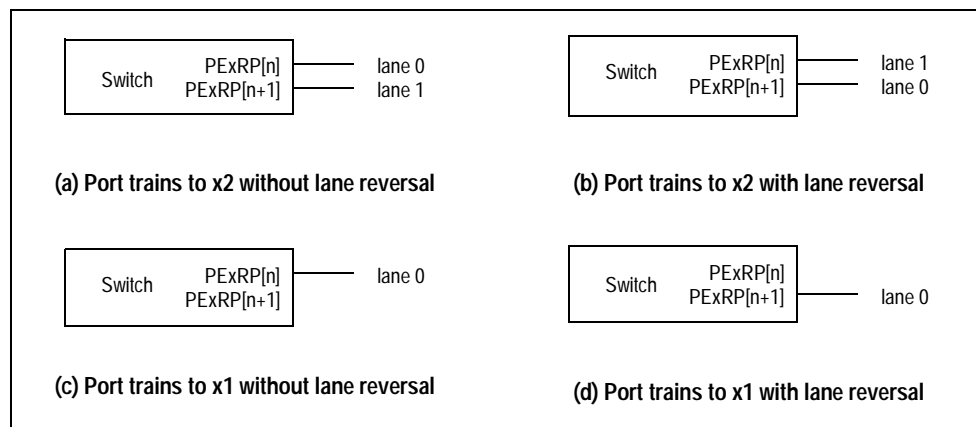 Switch
PExRP[n]
PExRP[n+1]
lane 0
lane 1
(a) Port trains to x2 without lane reversal
Switch
PExRP[n]
PExRP[n+1]
lane 1
lane 0
(b) Port trains to x2 with lane reversal
Switch
PExRP[n]
PExRP[n+1]
lane 0
(c) Port trains to x1 without lane reversal
Switch
PExRP[n]
PExRP[n+1]
lane 0
(d) Port trains to x1 with lane reversal